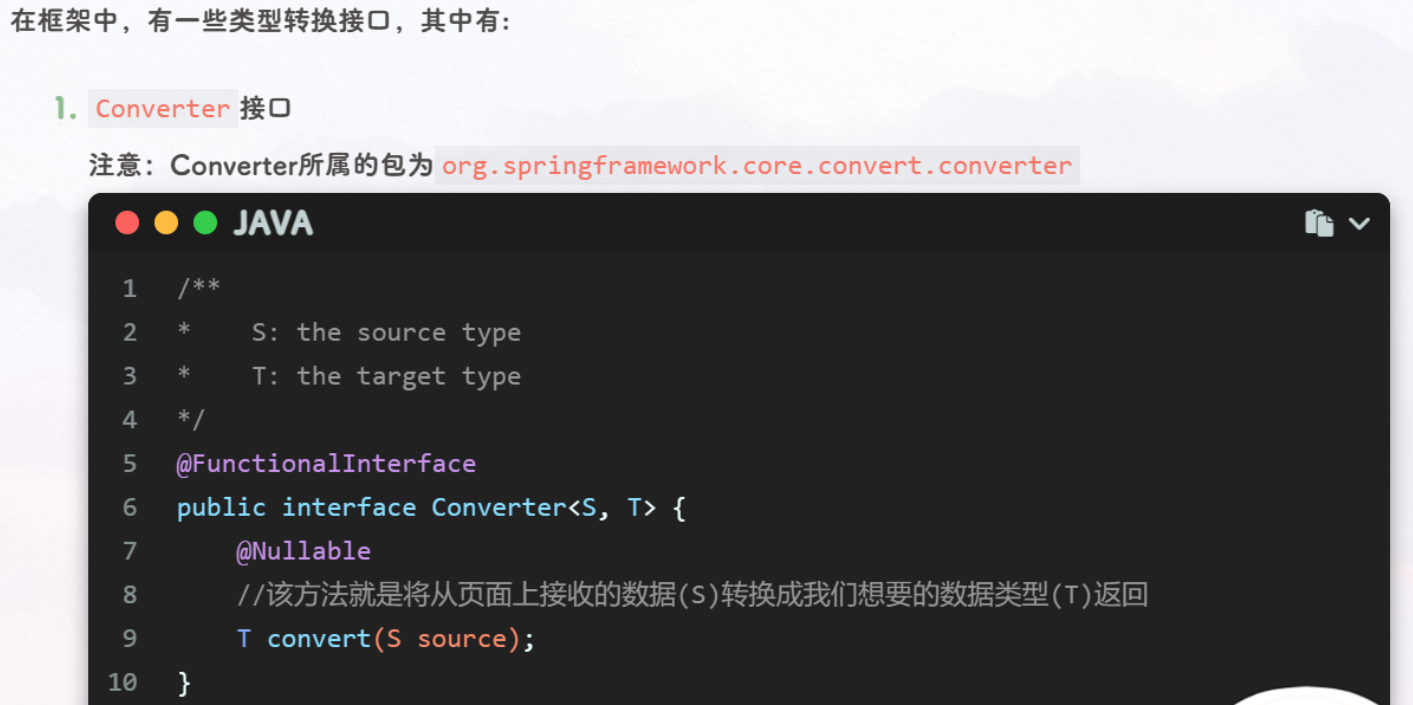 在框架中，有一些类型转换接口，其中有:
1. Converter 接口
注意：Converter所属的包为 org.springframework.core.convert.converter
JAVA
1 /**
2 *    S: the source type
3 *    T: the target type
4 */
5 @FunctionalInterface
6 public interface Converter<S, T> {
7     @Nullable
8     //该方法就是将从页面上接收的数据(S)转换成我们想要的数据类型(T)返回
9     T convert(S source);
10 }